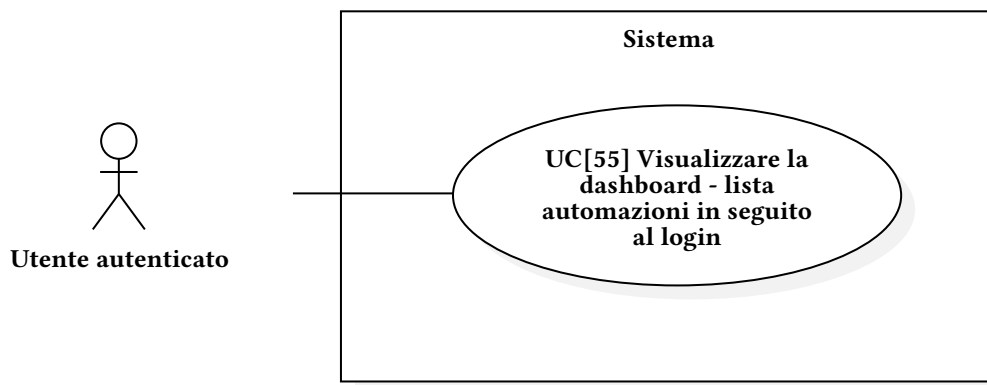 Sistema
UC[55] Visualizzare la
dashboard - lista
automazioni in seguito
al login
Utente autenticato